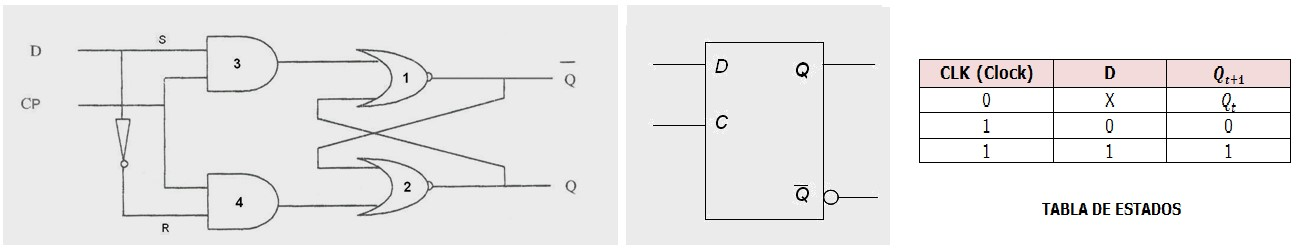 D
S
3
1
Q̅
CP
4
2
Q
R
D
Q
C
Q̅
CLK (Clock) D Qₜ₊₁
0 X Qₜ
1 0 0
1 1 1
TABLA DE ESTADOS